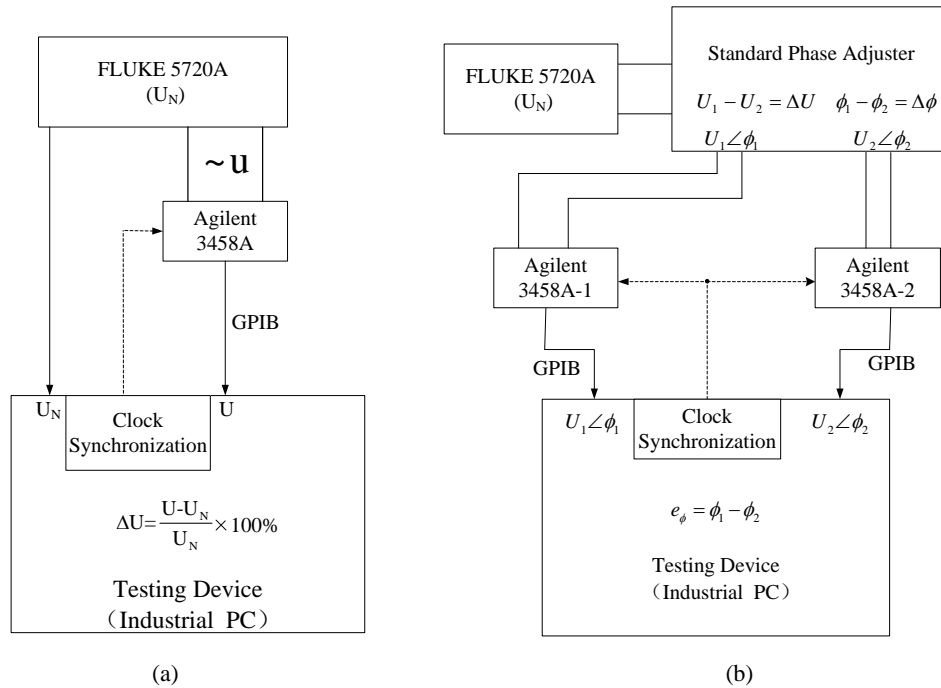 FLUKE 5720A
(U_N)
~u
Agilent
3458A
GPIB
U_N
U
Clock
Synchronization
ΔU=\frac{U-U_N}{U_N}×100%
Testing Device
（Industrial PC）
(a)
FLUKE 5720A
(U_N)
Standard Phase Adjuster
U_1 − U_2 = ΔU
ϕ_1 − ϕ_2 = Δϕ
U_1∠ϕ_1
U_2∠ϕ_2
Agilent
3458A-1
Agilent
3458A-2
GPIB
GPIB
U_1∠ϕ_1
Clock
Synchronization
U_2∠ϕ_2
e_ϕ = ϕ_1 − ϕ_2
Testing Device
（Industrial PC）
(b)